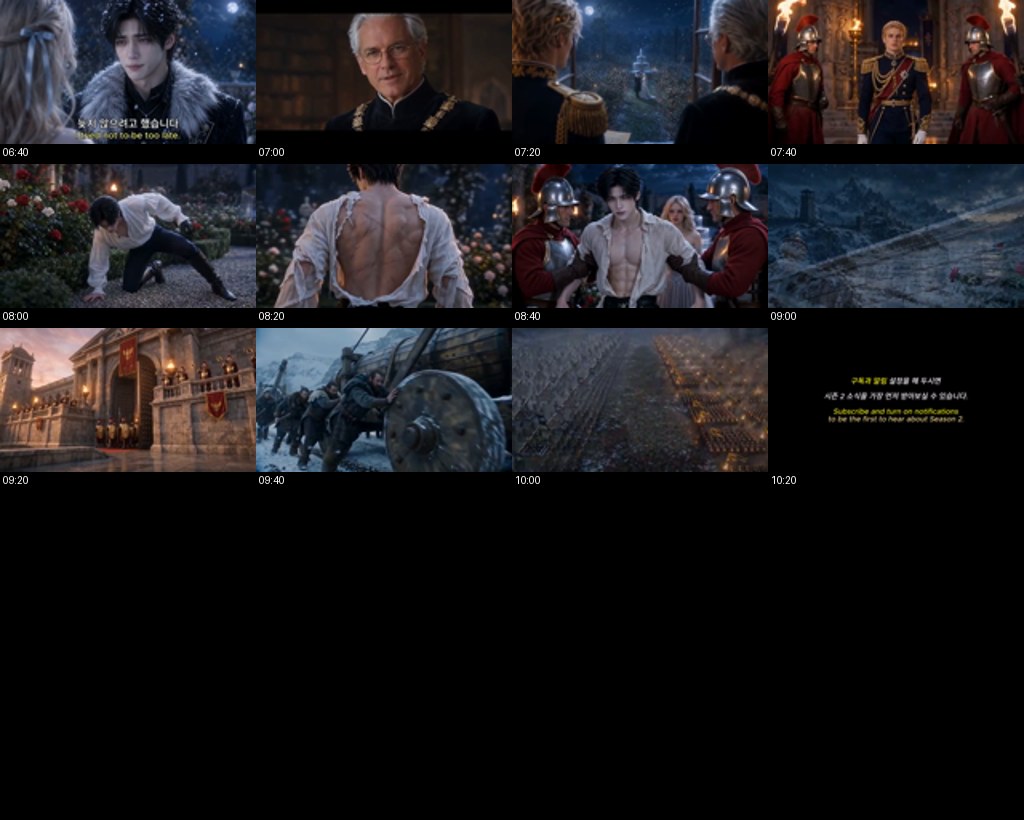 늦지 않으려고 했습니다
not to be too late.
06:40
07:00
07:20
07:40
08:00
08:20
08:40
09:00
09:20
09:40
10:00
구독과 알림 설정을 해 두시면
시즌 2 소식을 가장 먼저 받아보실 수 있습니다.
Subscribe and turn on notifications
to be the first to hear about Season 2.
10:20